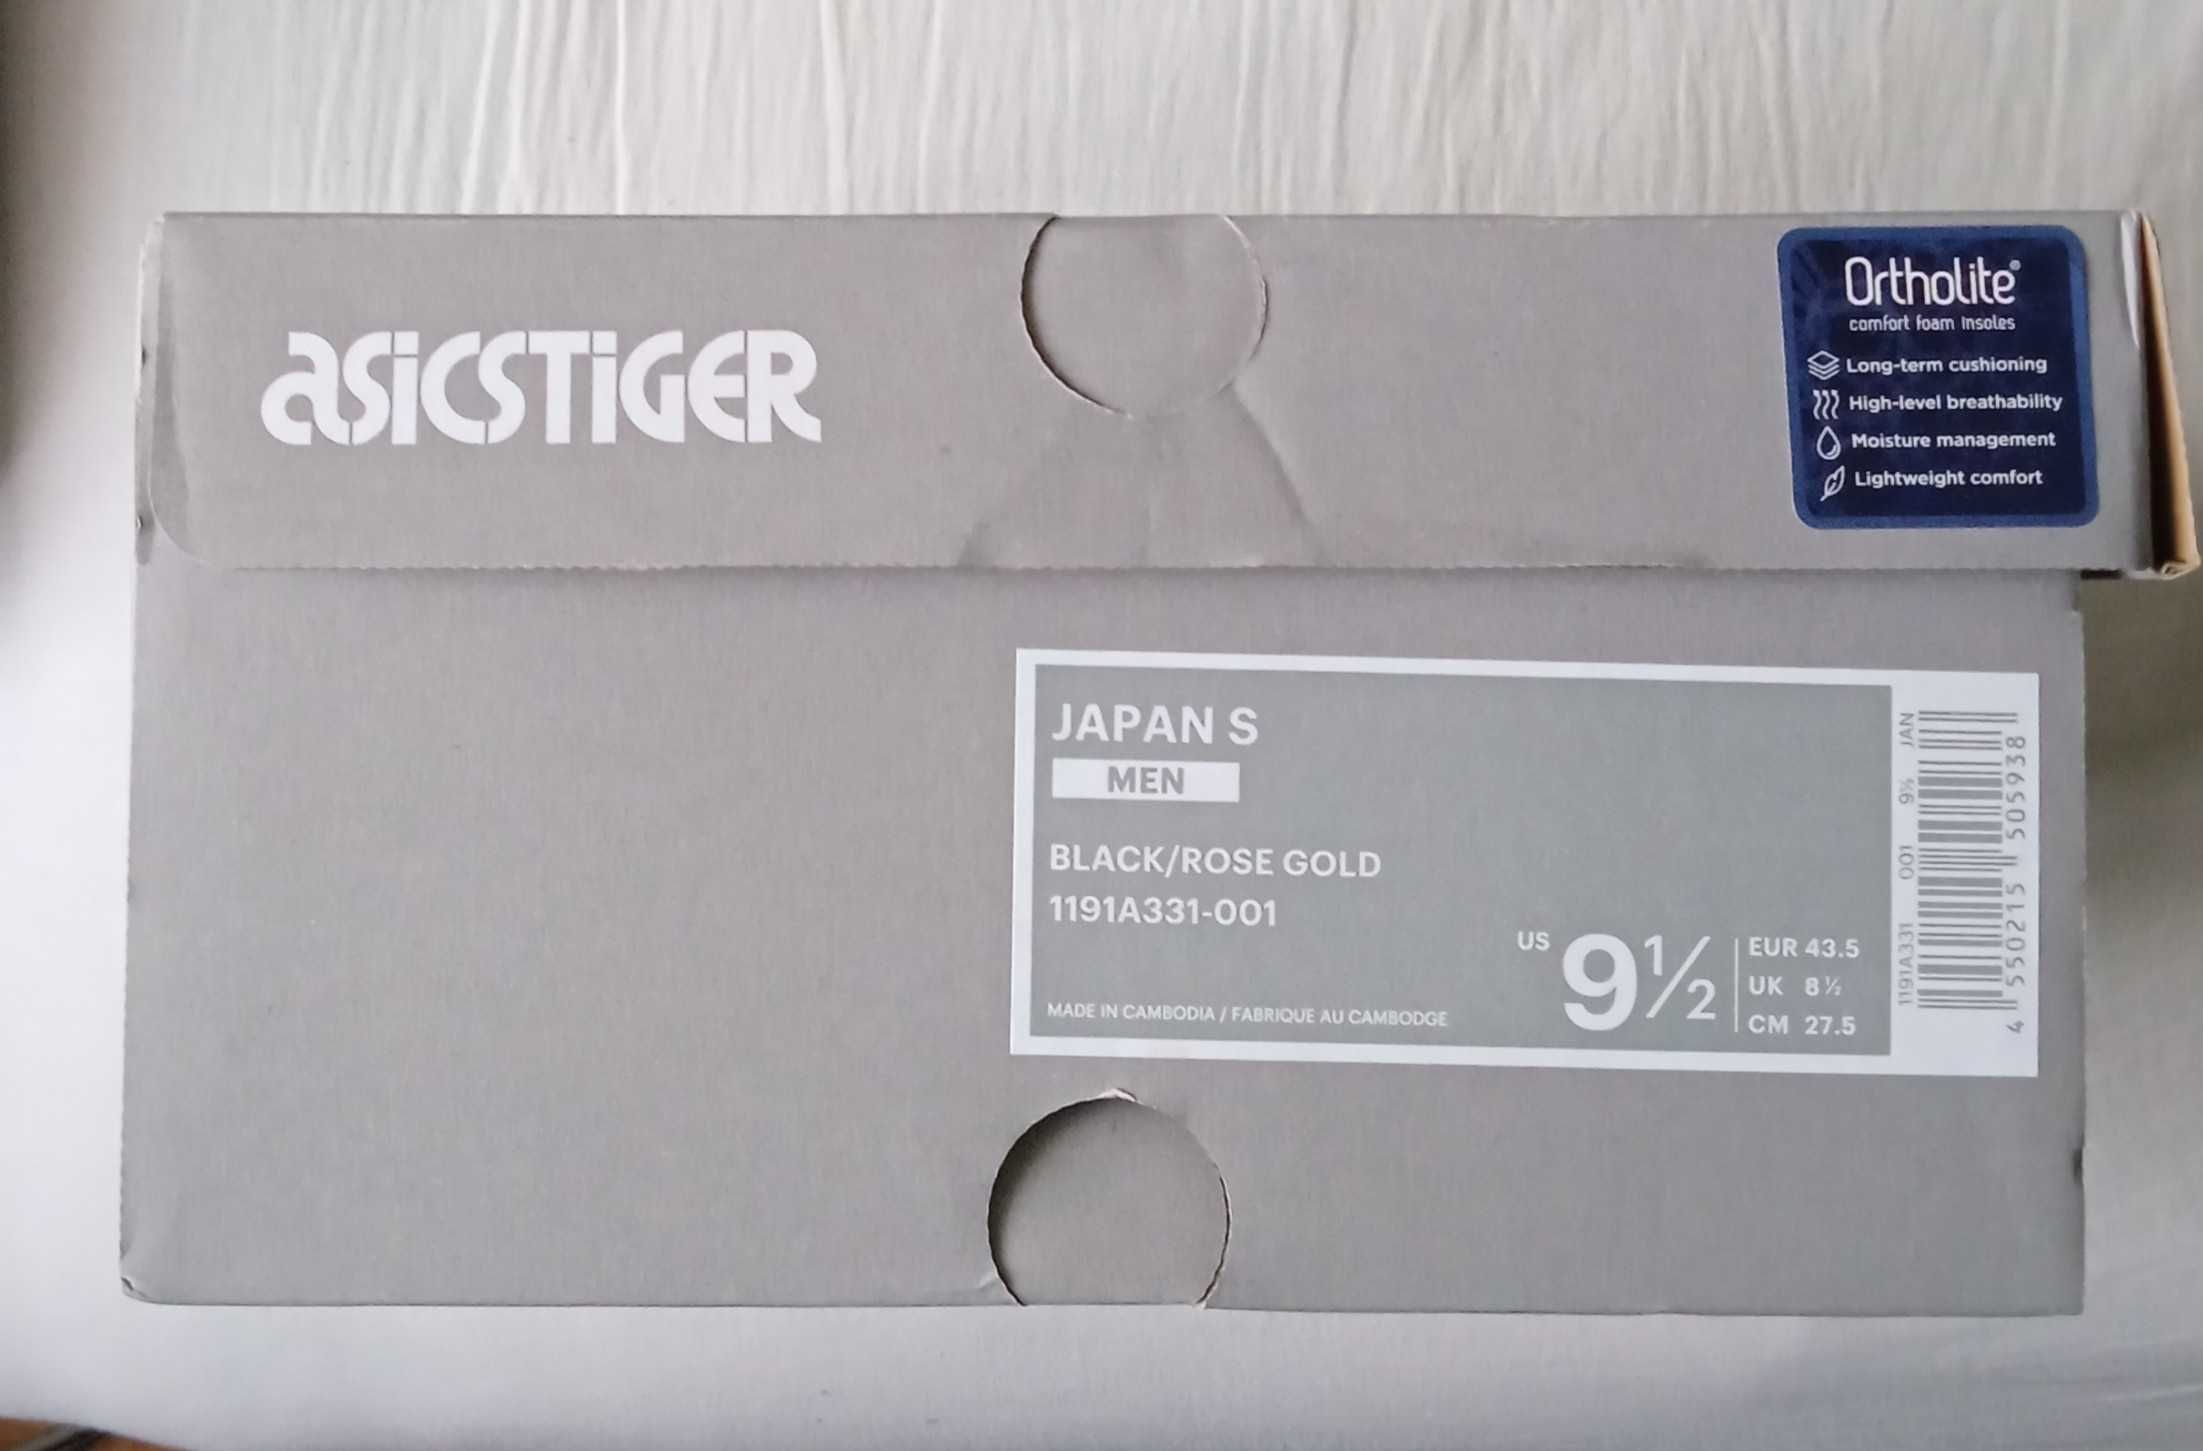 asicsTIGER
Ortholite®
comfort foam insoles
Long-term cushioning
High-level breathability
Moisture management
Lightweight comfort
JAPAN S
MEN
BLACK/ROSE GOLD
1191A331-001
MADE IN CAMBODIA / FABRIQUE AU CAMBODGE
US 9½
EUR 43.5
UK 8½
CM 27.5
1191A331 001 9½ JAN
4 550215 505938